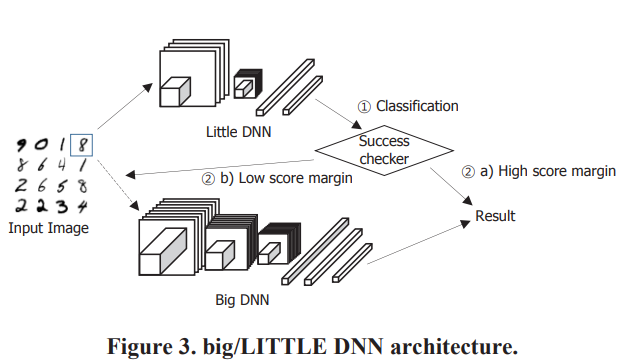 Little DNN
① Classification
Success
checker
② b) Low score margin
② a) High score margin
9 0 1 8
8 6 4 1
2 6 5 8
2 2 3 4
Input Image
Result
Big DNN
Figure 3. big/LITTLE DNN architecture.